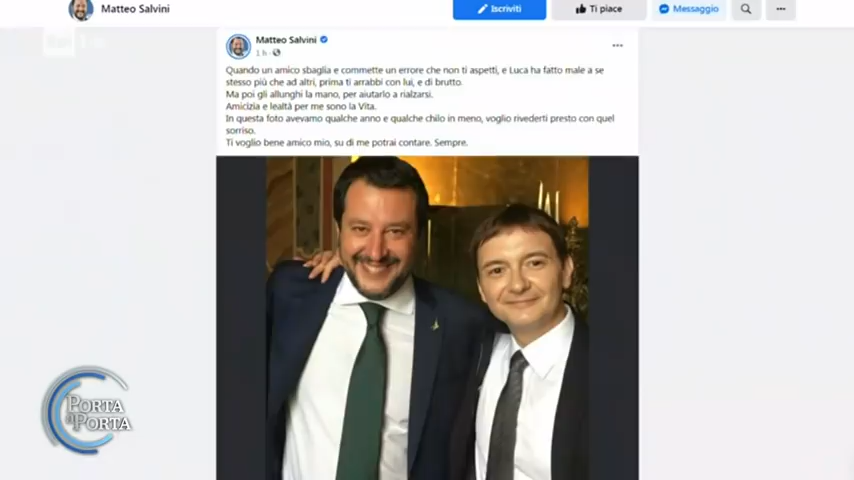 Matteo Salvini
Iscriviti
Ti piace
Messaggio
Matteo Salvini
1 h
Quando un amico sbaglia e commette un errore che non ti aspetti, e Luca ha fatto male a se
stesso più che ad altri, prima ti arrabbi con lui, e di brutto.
Ma poi gli allunghi la mano, per aiutarlo a rialzarsi.
Amicizia e lealtà per me sono la Vita.
In questa foto avevamo qualche anno e qualche chilo in meno, voglio rivederti presto con quel
sorriso.
Ti voglio bene amico mio, su di me potrai contare. Sempre.
PORTA
a PORTA